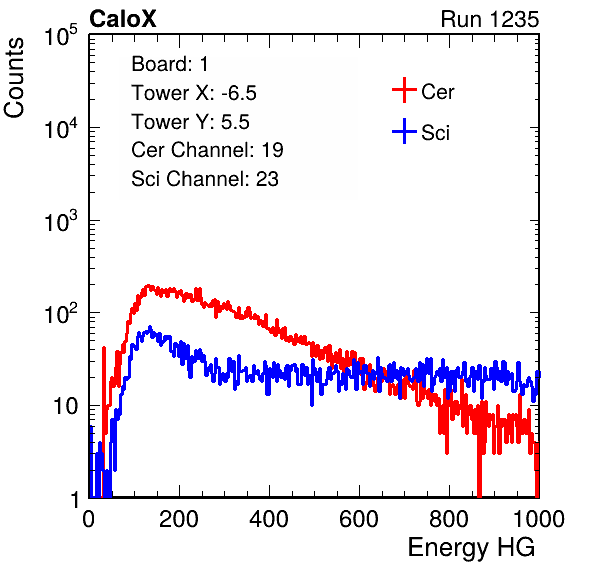 CaloX Run 1235
Counts
10^5
10^4
10^3
10^2
10
1
Board: 1
Tower X: -6.5
Tower Y: 5.5
Cer Channel: 19
Sci Channel: 23
Cer
Sci
0 200 400 600 800 1000
Energy HG